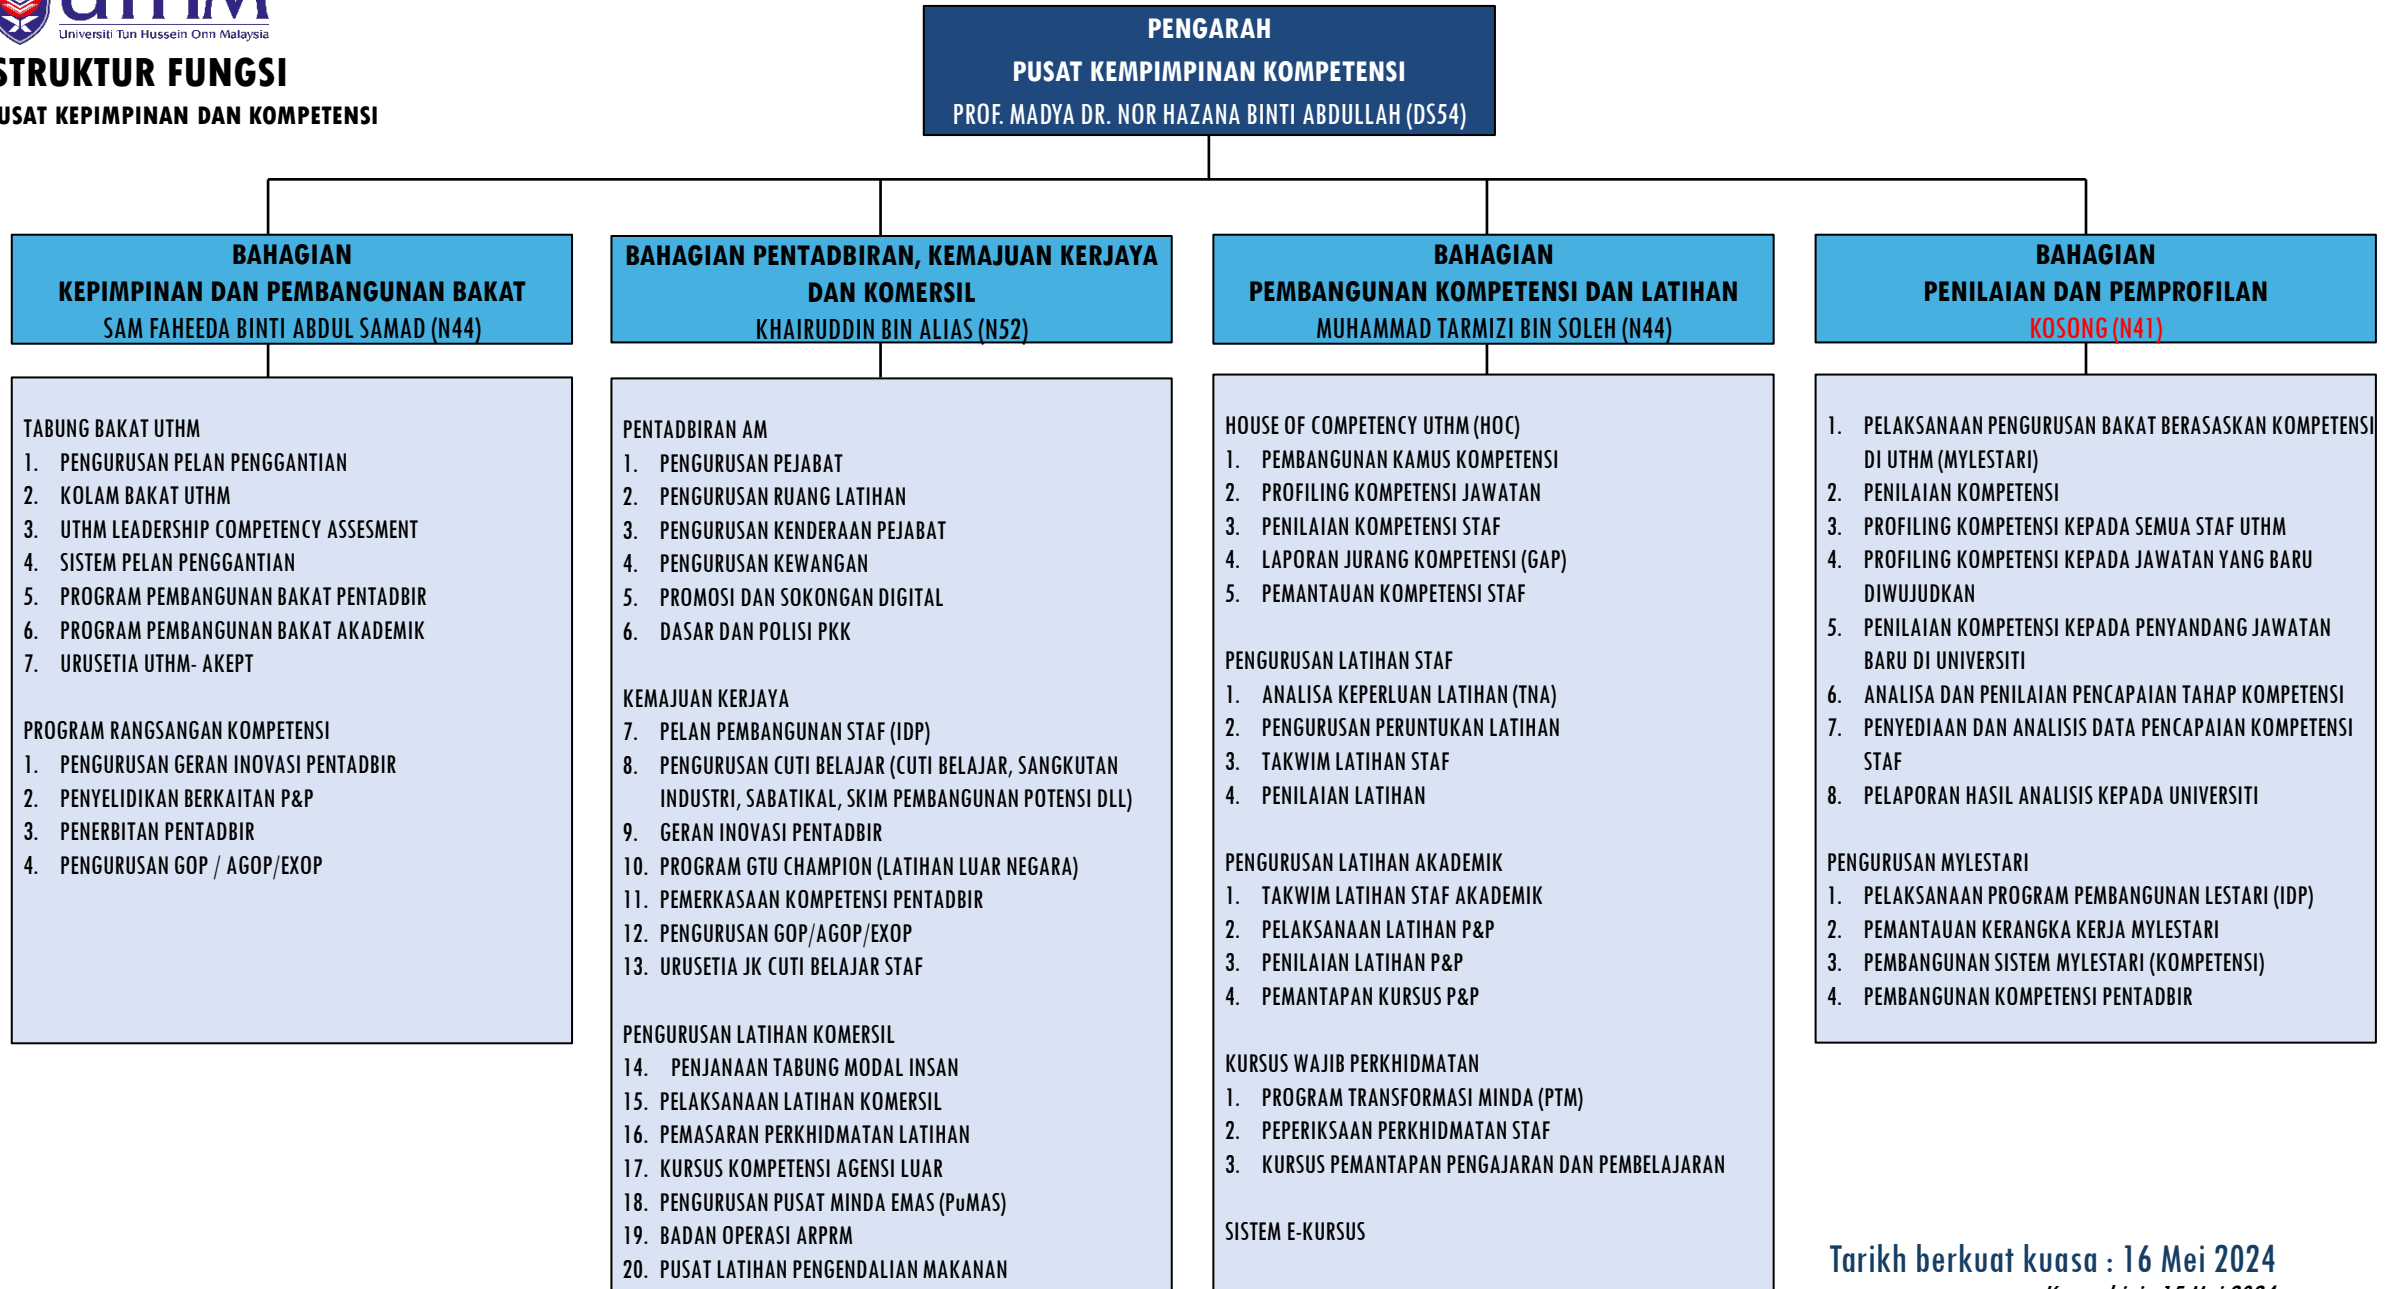 uTHM
Universiti Tun Hussein Onn Malaysia
STRUKTUR FUNGSI
PUSAT KEPIMPINAN DAN KOMPETENSI
PENGARAH
PUSAT KEMPIMPINAN KOMPETENSI
PROF. MADYA DR. NOR HAZANA BINTI ABDULLAH (DS54)
BAHAGIAN
KEPIMPINAN DAN PEMBANGUNAN BAKAT
SAM FAHEEDA BINTI ABDUL SAMAD (N44)
TABUNG BAKAT UTHM
1. PENGURUSAN PELAN PENGGANTIAN
2. KOLAM BAKAT UTHM
3. UTHM LEADERSHIP COMPETENCY ASSESMENT
4. SISTEM PELAN PENGGANTIAN
5. PROGRAM PEMBANGUNAN BAKAT PENTADBIR
6. PROGRAM PEMBANGUNAN BAKAT AKADEMIK
7. URUSETIA UTHM- AKEPT
PROGRAM RANGSANGAN KOMPETENSI
1. PENGURUSAN GERAN INOVASI PENTADBIR
2. PENYELIDIKAN BERKAITAN P&P
3. PENERBITAN PENTADBIR
4. PENGURUSAN GOP / AGOP/EXOP
BAHAGIAN PENTADBIRAN, KEMAJUAN KERJAYA
DAN KOMERSIL
KHAIRUDDIN BIN ALIAS (N52)
PENTADBIRAN AM
1. PENGURUSAN PEJABAT
2. PENGURUSAN RUANG LATIHAN
3. PENGURUSAN KENDERAAN PEJABAT
4. PENGURUSAN KEWANGAN
5. PROMOSI DAN SOKONGAN DIGITAL
6. DASAR DAN POLISI PKK
KEMAJUAN KERJAYA
7. PELAN PEMBANGUNAN STAF (IDP)
8. PENGURUSAN CUTI BELAJAR (CUTI BELAJAR, SANGKUTAN
INDUSTRI, SABATIKAL, SKIM PEMBANGUNAN POTENSI DLL)
9. GERAN INOVASI PENTADBIR
10. PROGRAM GTU CHAMPION (LATIHAN LUAR NEGARA)
11. PEMERKASAAN KOMPETENSI PENTADBIR
12. PENGURUSAN GOP/AGOP/EXOP
13. URUSETIA JK CUTI BELAJAR STAF
PENGURUSAN LATIHAN KOMERSIL
14. PENJANAAN TABUNG MODAL INSAN
15. PELAKSANAAN LATIHAN KOMERSIL
16. PEMASARAN PERKHIDMATAN LATIHAN
17. KURSUS KOMPETENSI AGENSI LUAR
18. PENGURUSAN PUSAT MINDA EMAS (PuMAS)
19. BADAN OPERASI ARPRM
20. PUSAT LATIHAN PENGENDALIAN MAKANAN
BAHAGIAN
PEMBANGUNAN KOMPETENSI DAN LATIHAN
MUHAMMAD TARMIZI BIN SOLEH (N44)
HOUSE OF COMPETENCY UTHM (HOC)
1. PEMBANGUNAN KAMUS KOMPETENSI
2. PROFILING KOMPETENSI JAWATAN
3. PENILAIAN KOMPETENSI STAF
4. LAPORAN JURANG KOMPETENSI (GAP)
5. PEMANTAUAN KOMPETENSI STAF
PENGURUSAN LATIHAN STAF
1. ANALISA KEPERLUAN LATIHAN (TNA)
2. PENGURUSAN PERUNTUKAN LATIHAN
3. TAKWIM LATIHAN STAF
4. PENILAIAN LATIHAN
PENGURUSAN LATIHAN AKADEMIK
1. TAKWIM LATIHAN STAF AKADEMIK
2. PELAKSANAAN LATIHAN P&P
3. PENILAIAN LATIHAN P&P
4. PEMANTAPAN KURSUS P&P
KURSUS WAJIB PERKHIDMATAN
1. PROGRAM TRANSFORMASI MINDA (PTM)
2. PEPERIKSAAN PERKHIDMATAN STAF
3. KURSUS PEMANTAPAN PENGAJARAN DAN PEMBELAJARAN
SISTEM E-KURSUS
BAHAGIAN
PENILAIAN DAN PEMPROFILAN
KOSONG (N41)
1. PELAKSANAAN PENGURUSAN BAKAT BERASASKAN KOMPETENSI
DI UTHM (MYLESTARI)
2. PENILAIAN KOMPETENSI
3. PROFILING KOMPETENSI KEPADA SEMUA STAF UTHM
4. PROFILING KOMPETENSI KEPADA JAWATAN YANG BARU
DIWUJUDKAN
5. PENILAIAN KOMPETENSI KEPADA PENYANDANG JAWATAN
BARU DI UNIVERSITI
6. ANALISA DAN PENILAIAN PENCAPAIAN TAHAP KOMPETENSI
7. PENYEDIAAN DAN ANALISIS DATA PENCAPAIAN KOMPETENSI
STAF
8. PELAPORAN HASIL ANALISIS KEPADA UNIVERSITI
PENGURUSAN MYLESTARI
1. PELAKSANAAN PROGRAM PEMBANGUNAN LESTARI (IDP)
2. PEMANTAUAN KERANGKA KERJA MYLESTARI
3. PEMBANGUNAN SISTEM MYLESTARI (KOMPETENSI)
4. PEMBANGUNAN KOMPETENSI PENTADBIR
Tarikh berkuat kuasa : 16 Mei 2024
15 Mei 2024